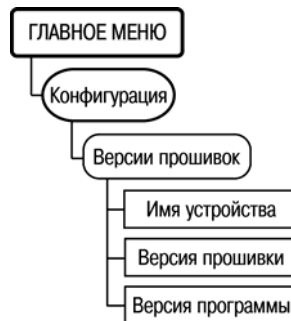 ГЛАВНОЕ МЕНЮ
Конфигурация
Версии прошивок
Имя устройства
Версия прошивки
Версия программы